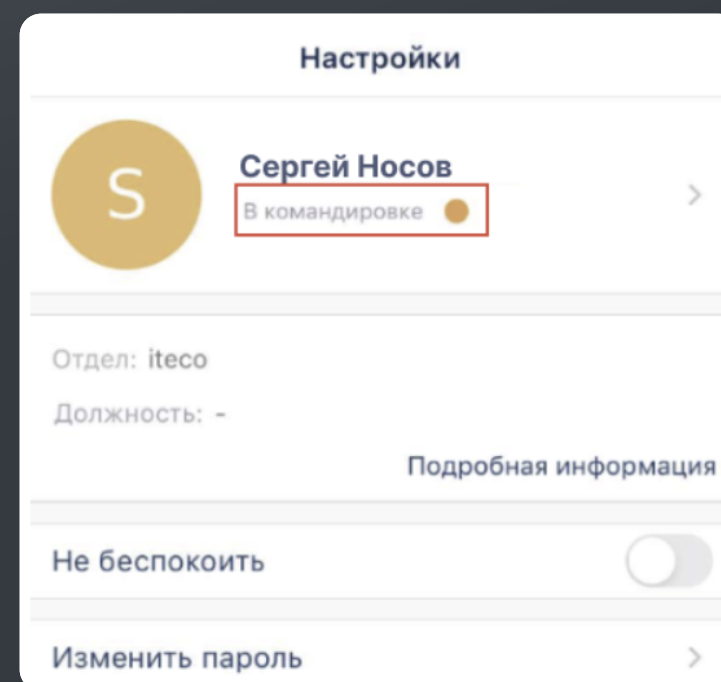 Настройки
S
Сергей Носов
В командировке
Отдел: iteco
Должность: -
Подробная информация
Не беспокоить
Изменить пароль